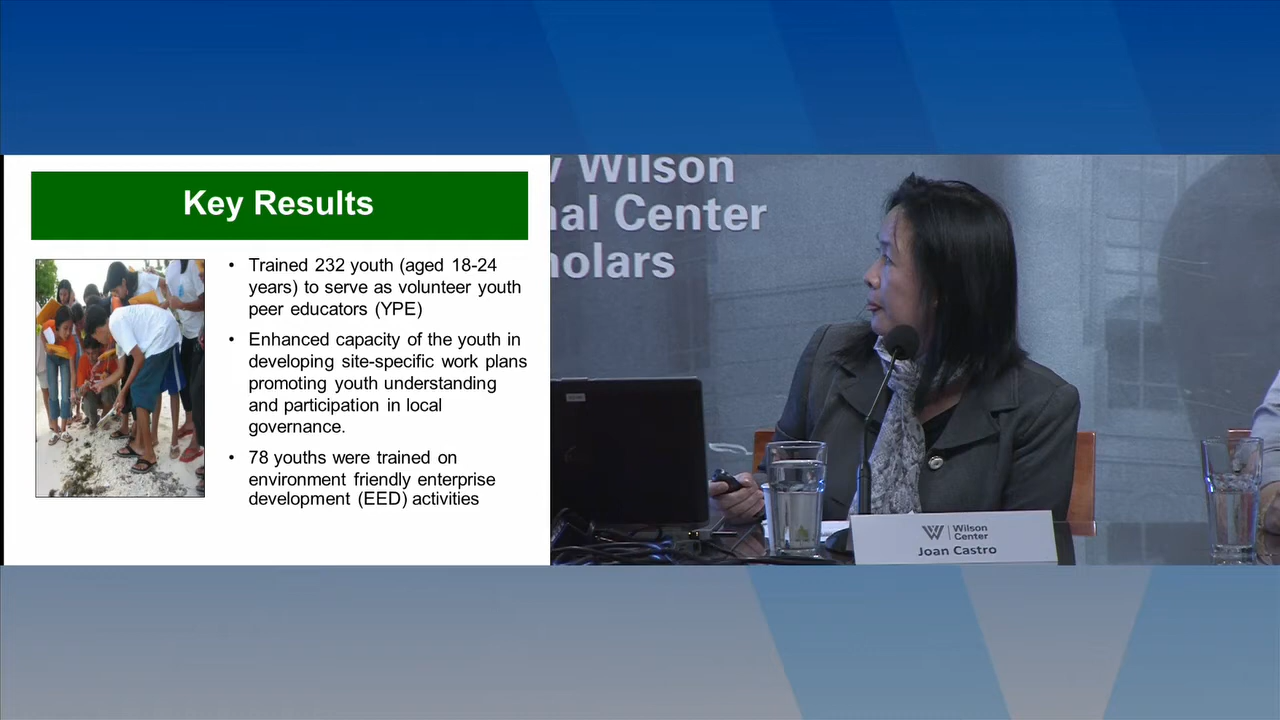 Key Results
• Trained 232 youth (aged 18-24
years) to serve as volunteer youth
peer educators (YPE)
• Enhanced capacity of the youth in
developing site-specific work plans
promoting youth understanding
and participation in local
governance.
• 78 youths were trained on
environment friendly enterprise
development (EED) activities
Wilson
nal Center
holars
W Wilson
Center
Joan Castro